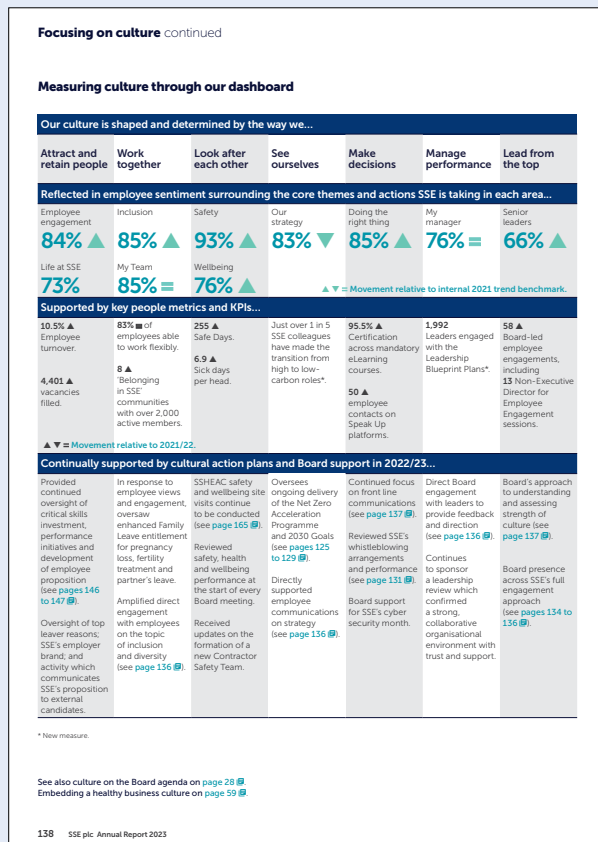 Focusing on culture continued
Measuring culture through our dashboard
Our culture is shaped and determined by the way we...
Attract and
retain people
Work
together
Look after
each other
See
ourselves
Make
decisions
Manage
performance
Lead from
the top
Reflected in employee sentiment surrounding the core themes and actions SSE is taking in each area...
Employee
engagement
84% ▲
Life at SSE
73%
Inclusion
85% ▲
My Team
85% =
Safety
93% ▲
Wellbeing
76% ▲
Our
strategy
83% ▼
Doing the
right thing
85% ▲
My
manager
76% =
Senior
leaders
66% ▲
▲ ▼ = Movement relative to internal 2021 trend benchmark.
Supported by key people metrics and KPIs...
10.5% ▲
Employee
turnover.
4,401 ▲
vacancies
filled.
83% = of
employees able
to work flexibly.
8 ▲
'Belonging
in SSE'
communities
with over 2,000
active members.
255 ▲
Safe Days.
6.9 ▲
Sick days
per head.
Just over 1 in 5
SSE colleagues
have made the
transition from
high to low-
carbon roles*.
95.5% ▲
Certification
across mandatory
eLearning
courses.
50 ▲
employee
contacts on
Speak Up
platforms.
1,992
Leaders engaged
with the
Leadership
Blueprint Plans*.
58 ▲
Board-led
employee
engagements,
including
13 Non-Executive
Director for
Employee
Engagement
sessions.
▲ ▼ = Movement relative to 2021/22.
Continually supported by cultural action plans and Board support in 2022/23...
Provided
continued
oversight of
critical skills
investment,
performance
initiatives and
development
of employee
proposition
(see pages 146
to 147).
Oversight of top
leaver reasons;
SSE's employer
brand; and
activity which
communicates
SSE's proposition
to external
candidates.
In response to
employee views
and engagement,
oversaw
enhanced Family
Leave entitlement
for pregnancy
loss, fertility
treatment and
partner's leave.
Amplified direct
engagement
with employees
on the topic
of inclusion
and diversity
(see page 136).
SSHEAC safety
and wellbeing site
visits continue
to be conducted
(see page 165).
Reviewed
safety, health
and wellbeing
performance at
the start of every
Board meeting.
Received
updates on the
formation of a
new Contractor
Safety Team.
Oversees
ongoing delivery
of the Net Zero
Acceleration
Programme
and 2030 Goals
(see pages 125
to 129).
Directly
supported
employee
communications
on strategy
(see page 136).
Continued focus
on front line
communications
(see page 137).
Reviewed SSE's
whistleblowing
arrangements
and performance
(see page 131).
Board support
for SSE's cyber
security month.
Direct Board
engagement
with leaders to
provide feedback
and direction
(see page 136).
Continues
to sponsor
a leadership
review which
confirmed
a strong,
collaborative
organisational
environment with
trust and support.
Board's approach
to understanding
and assessing
strength of
culture (see
page 137).
Board presence
across SSE's full
engagement
approach
(see pages 134 to
136).
* New measure.
See also culture on the Board agenda on page 28.
Embedding a healthy business culture on page 59.
138 SSE plc Annual Report 2023